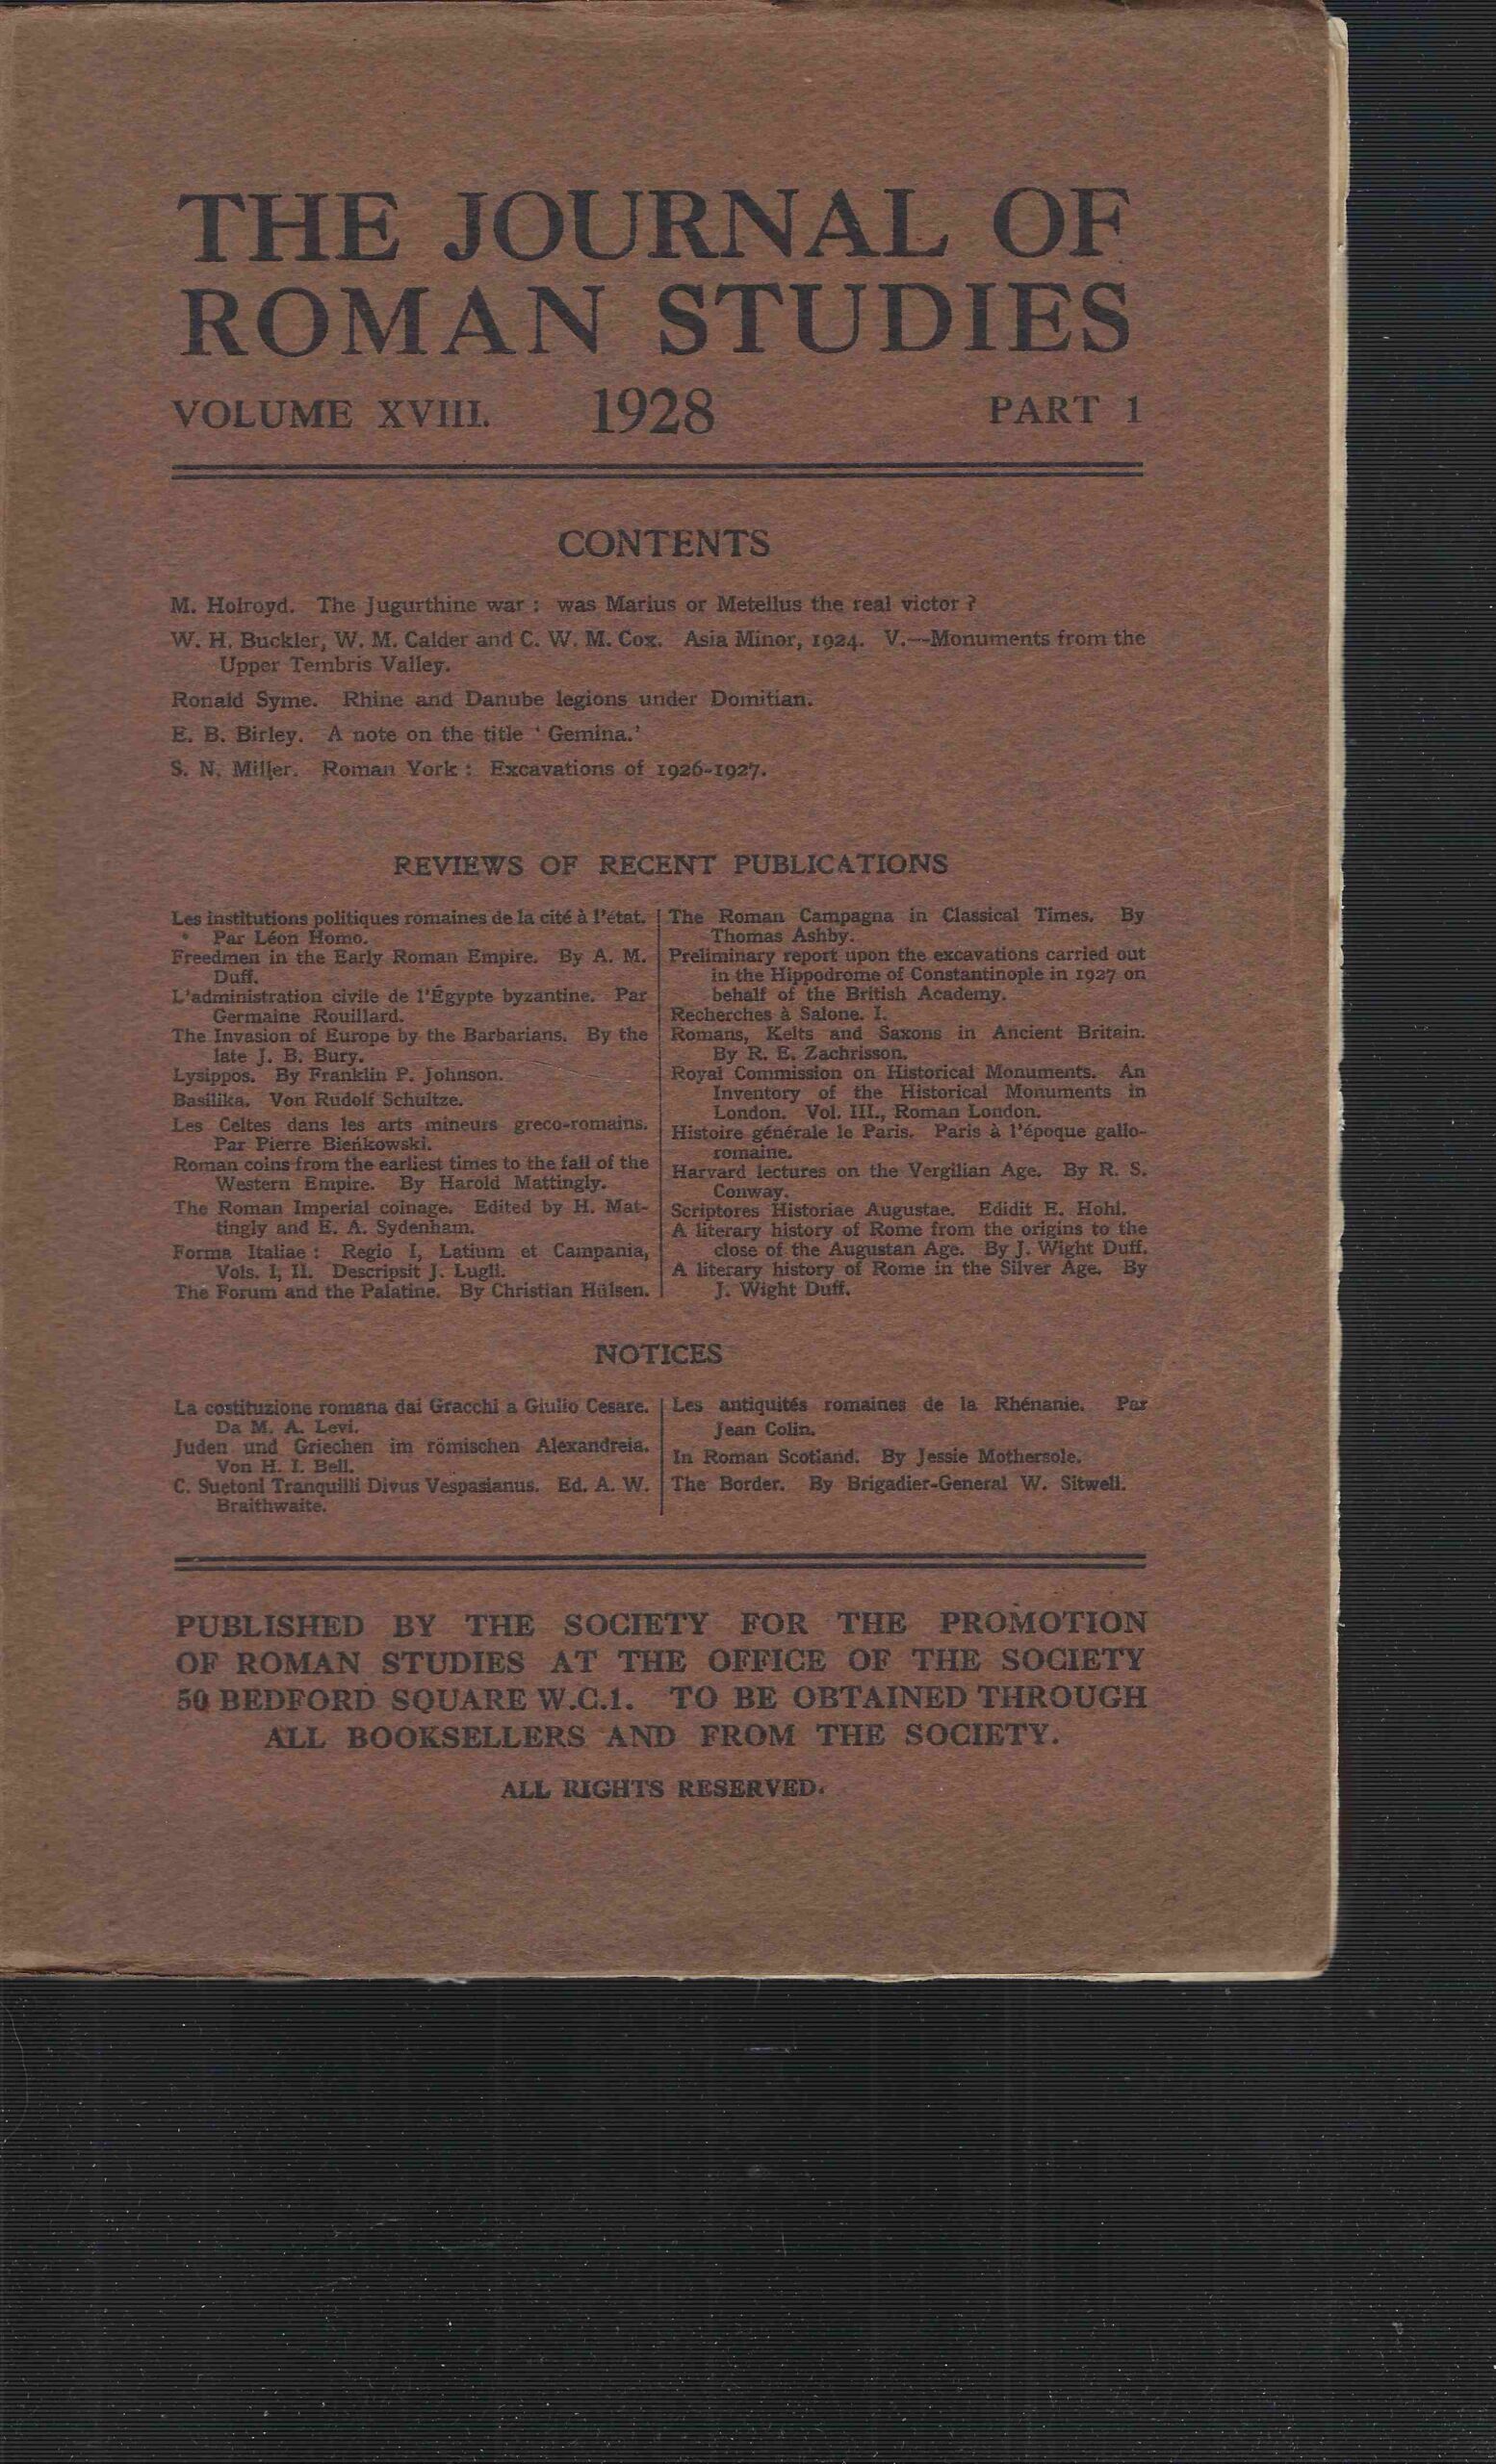 THE JOURNAL OF
ROMAN STUDIES
VOLUME XVIII. 1928 PART 1
CONTENTS
M. Holroyd. The Jugurthine war : was Marius or Metellus the real victor ?
W. H. Buckler, W. M. Calder and C. W. M. Cox. Asia Minor, 1924. V.—Monuments from the
Upper Tembris Valley.
Ronald Syme. Rhine and Danube legions under Domitian.
E. B. Birley. A note on the title ‘ Gemina.’
S. N. Miller. Roman York : Excavations of 1926-1927.
REVIEWS OF RECENT PUBLICATIONS
Les institutions politiques romaines de la cité à l'état.
Par Léon Homo.
Freedmen in the Early Roman Empire. By A. M.
Duff.
L'administration civile de l'Égypte byzantine. Par
Germaine Rouillard.
The Invasion of Europe by the Barbarians. By the
late J. B. Bury.
Lysippos. By Franklin P. Johnson.
Basilika. Von Rudolf Schultze.
Les Celtes dans les arts mineurs greco-romains.
Par Pierre Bieńkowski.
Roman coins from the earliest times to the fall of the
Western Empire. By Harold Mattingly.
The Roman Imperial coinage. Edited by H. Mat-
tingly and E. A. Sydenham.
Forma Italiae : Regio I, Latium et Campania,
Vols. I, II. Descripsit J. Lugli.
The Forum and the Palatine. By Christian Hülsen.
The Roman Campagna in Classical Times. By
Thomas Ashby.
Preliminary report upon the excavations carried out
in the Hippodrome of Constantinople in 1927 on
behalf of the British Academy.
Recherches à Salone. I.
Romans, Kelts and Saxons in Ancient Britain.
By R. E. Zachrisson.
Royal Commission on Historical Monuments. An
Inventory of the Historical Monuments in
London. Vol. III., Roman London.
Histoire générale le Paris. Paris à l'époque gallo-
romaine.
Harvard lectures on the Vergilian Age. By R. S.
Conway.
Scriptores Historiae Augustae. Edidit E. Hohl.
A literary history of Rome from the origins to the
close of the Augustan Age. By J. Wight Duff.
A literary history of Rome in the Silver Age. By
J. Wight Duff.
NOTICES
La costituzione romana dai Gracchi a Giulio Cesare.
Da M. A. Levi.
Juden und Griechen im römischen Alexandreia.
Von H. I. Bell.
C. Suetoni Tranquilli Divus Vespasianus. Ed. A. W.
Braithwaite.
Les antiquités romaines de la Rhénanie. Par
Jean Colin.
In Roman Scotland. By Jessie Mothersole.
The Border. By Brigadier-General W. Sitwell.
PUBLISHED BY THE SOCIETY FOR THE PROMOTION
OF ROMAN STUDIES AT THE OFFICE OF THE SOCIETY
50 BEDFORD SQUARE W.C.1. TO BE OBTAINED THROUGH
ALL BOOKSELLERS AND FROM THE SOCIETY.
ALL RIGHTS RESERVED.